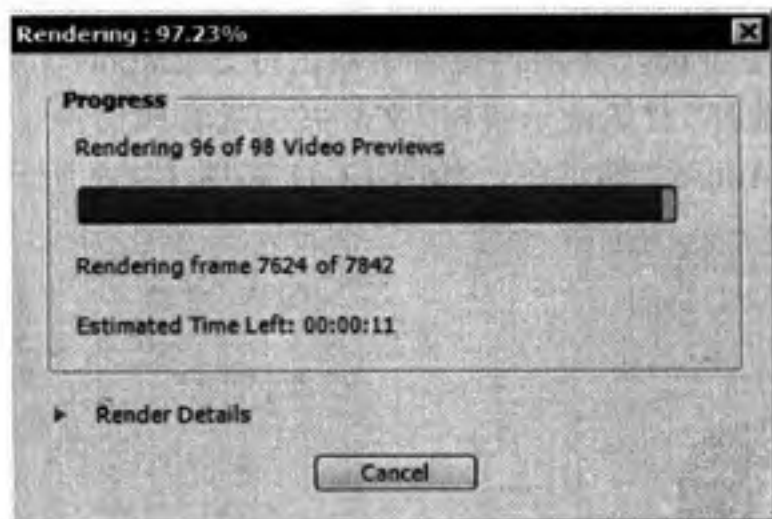 Rendering : 97.23%
Progress
Rendering 96 of 98 Video Previews
Rendering frame 7624 of 7842
Estimated Time Left: 00:00:11
Render Details
Cancel